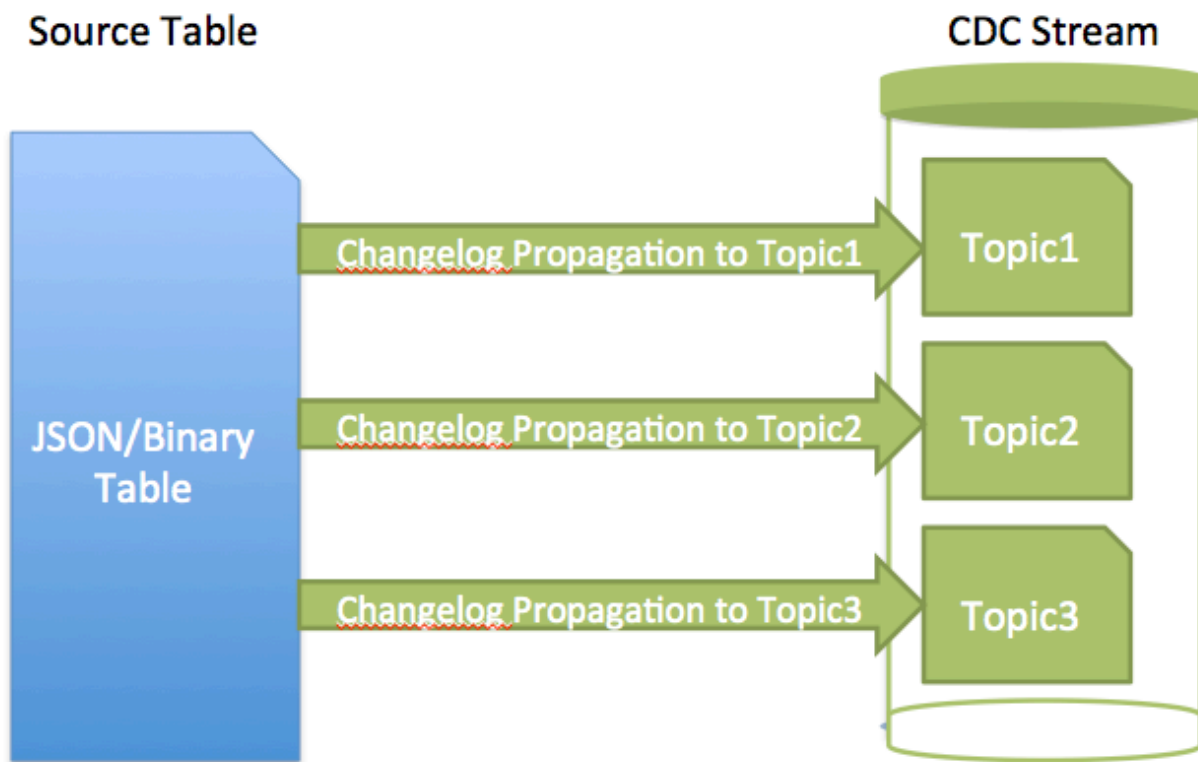 Source Table
CDC Stream
Changelog Propagation to Topic1
Topic1
JSON/Binary
Table
Changelog Propagation to Topic2
Topic2
Changelog Propagation to Topic3
Topic3